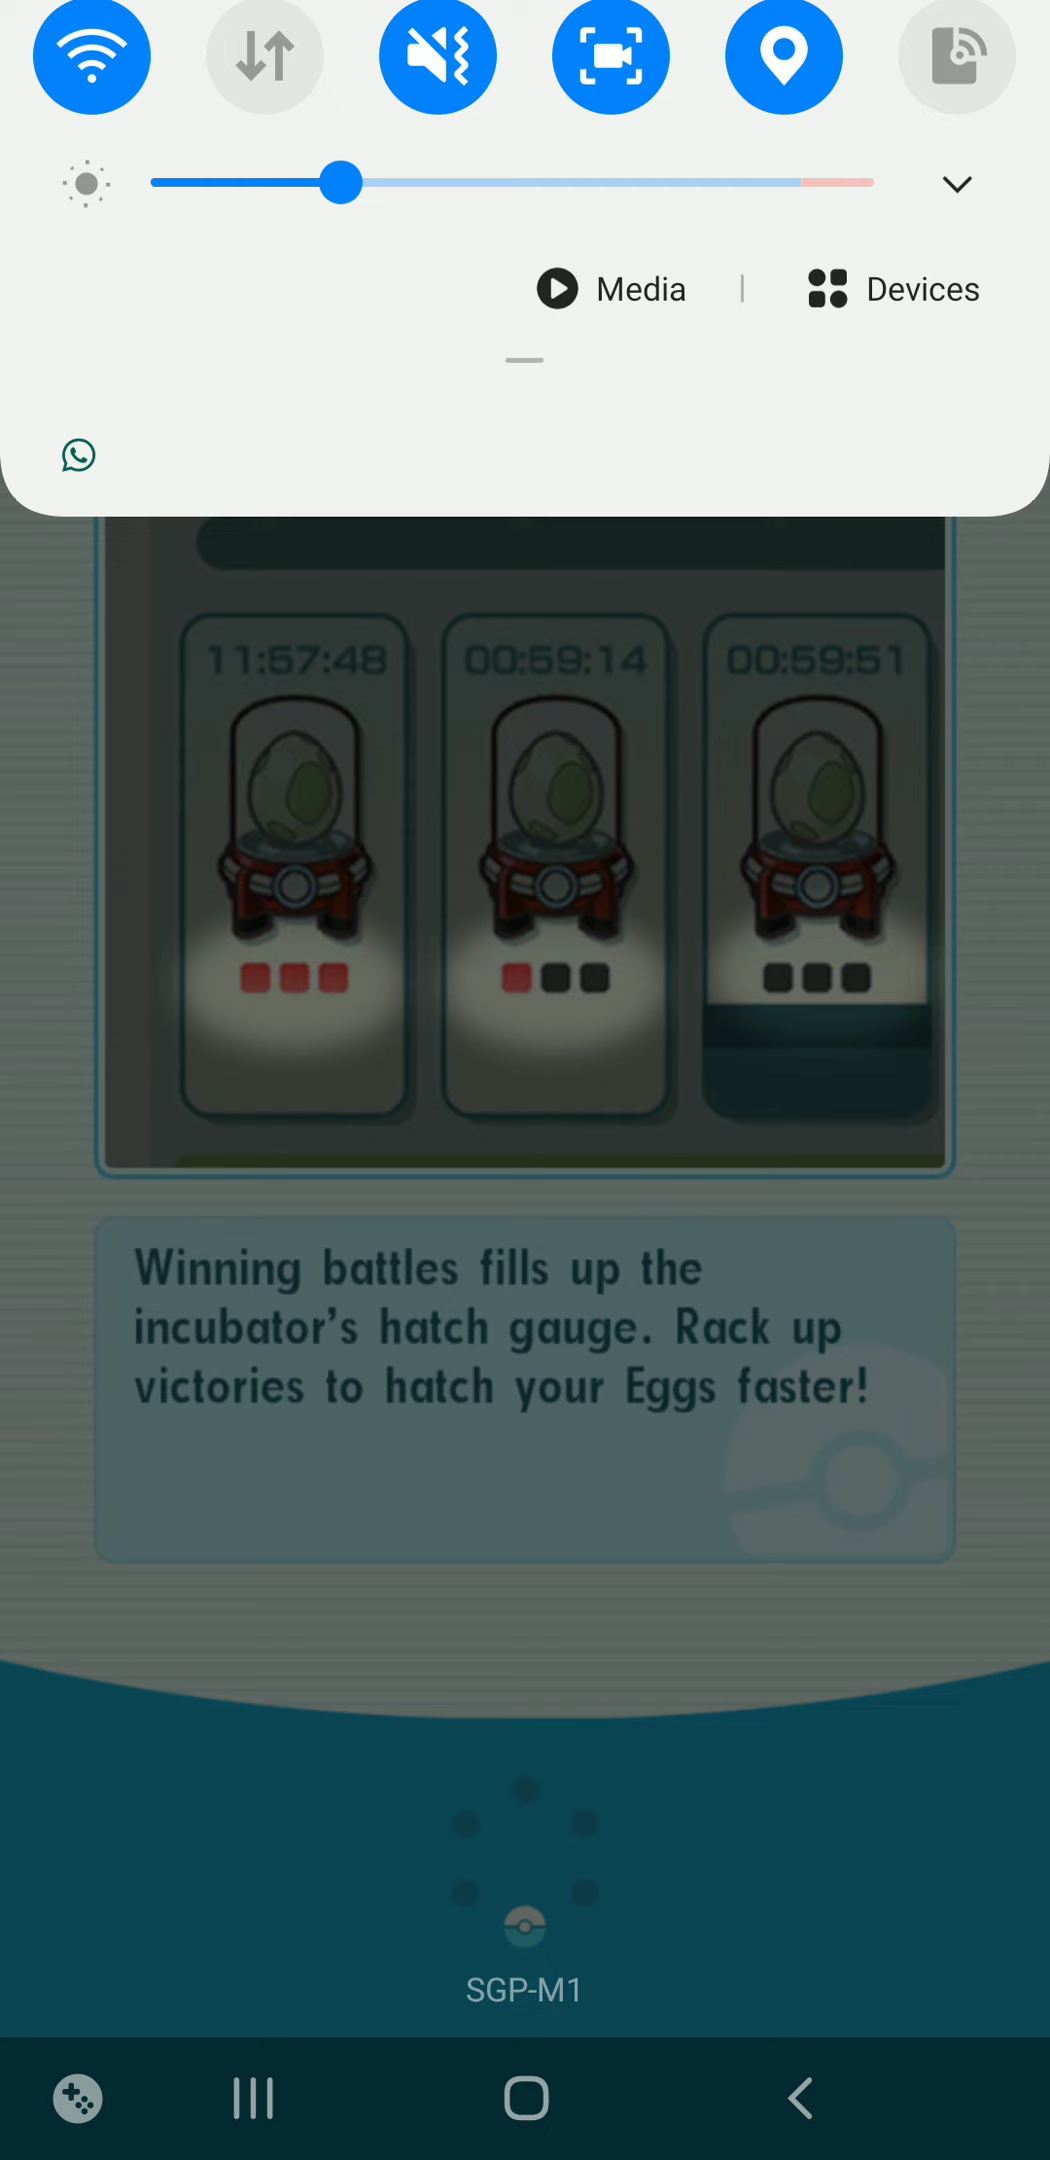 Media
Devices
11:57:48
00:59:14
00:59:51
Winning battles fills up the
incubator's hatch gauge. Rack up
victories to hatch your Eggs faster!
SGP-M1